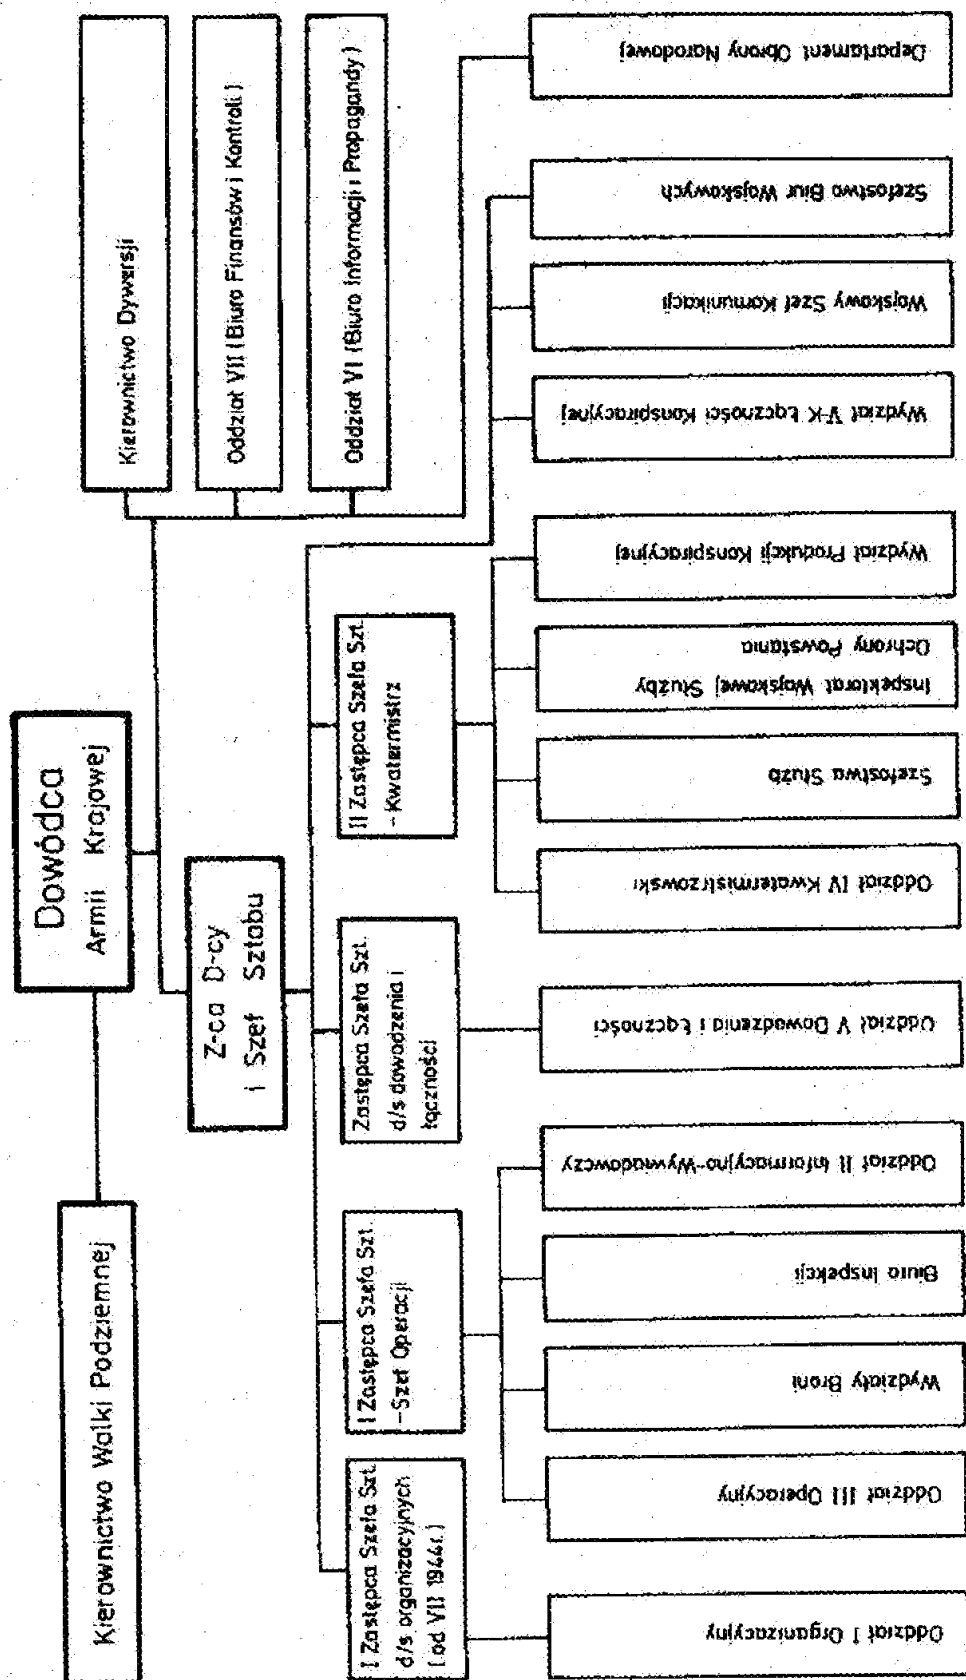 Kierownictwo Walki Podziemnej
Dowódca
Armii Krajowej
Z-ca D-cy
i Szef Sztabu
Kierownictwo Dywersji
Oddział VII (Biuro Finansów i Kontroli)
Oddział VI (Biuro Informacji i Propagandy)
I Zastępca Szefa Szt.
d/s organizacyjnych
(od VII 1944r.)
I Zastępca Szefa Szt.
- Szef Operacji
Zastępca Szefa Szt.
d/s dowodzenia i
łączności
II Zastępca Szefa Szt.
- Kwatermistrz
Oddział I Organizacyjny
Oddział III Operacyjny
Wydziały Broni
Biuro Inspekcji
Oddział II Informacyjno-Wywiadowczy
Oddział V Dowodzenia i Łączności
Oddział IV Kwatermistrzowski
Szefostwa Służb
Inspektorat Wojskowej Służby
Ochrony Powstania
Wydział Produkcji Konspiracyjnej
Wydział V-K Łączności Konspiracyjnej
Wojskowy Szef Komunikacji
Szefostwo Biur Wojskowych
Departament Obrony Narodowej